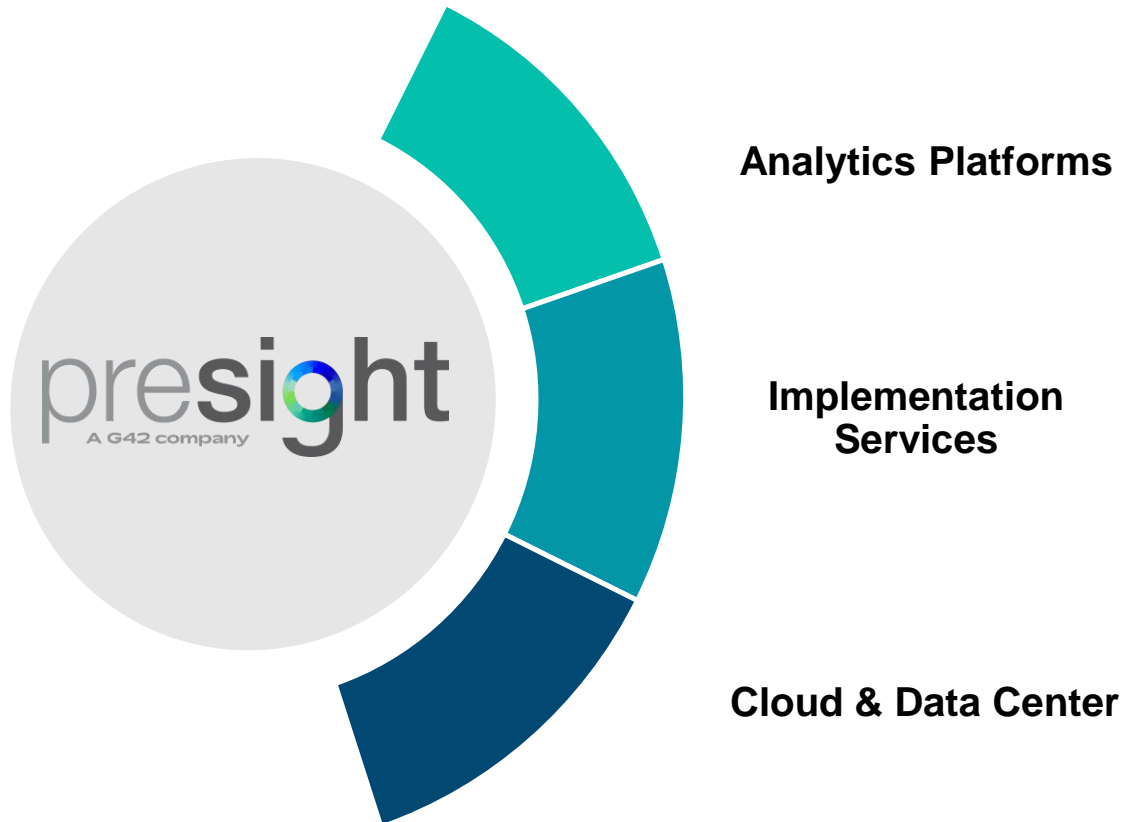 presight
A G42 company
Analytics Platforms
Implementation
Services
Cloud & Data Center